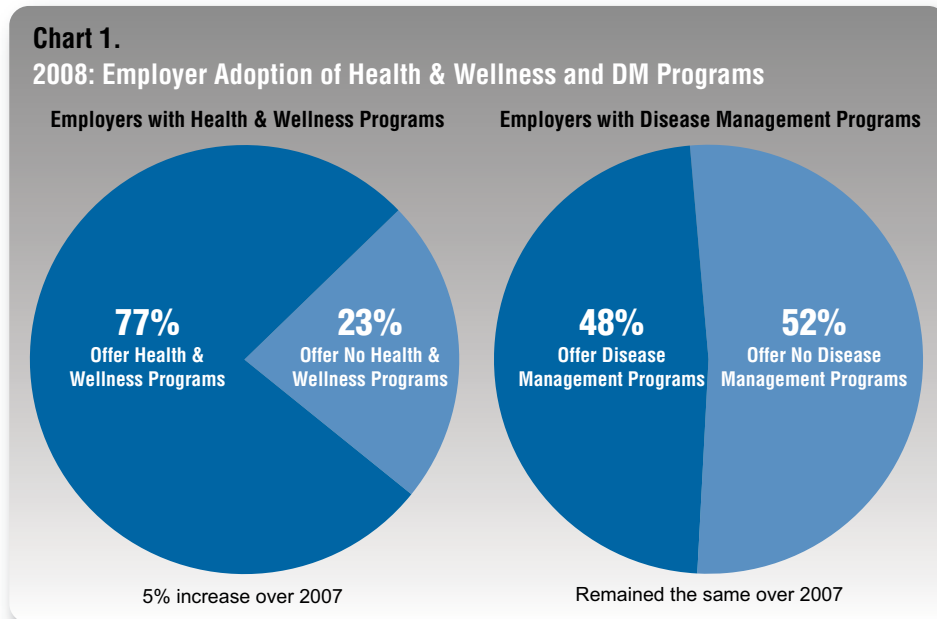 Chart 1.
2008: Employer Adoption of Health & Wellness and DM Programs
Employers with Health & Wellness Programs
77%
Offer Health &
Wellness Programs
23%
Offer No Health &
Wellness Programs
5% increase over 2007
Employers with Disease Management Programs
48%
Offer Disease
Management Programs
52%
Offer No Disease
Management Programs
Remained the same over 2007